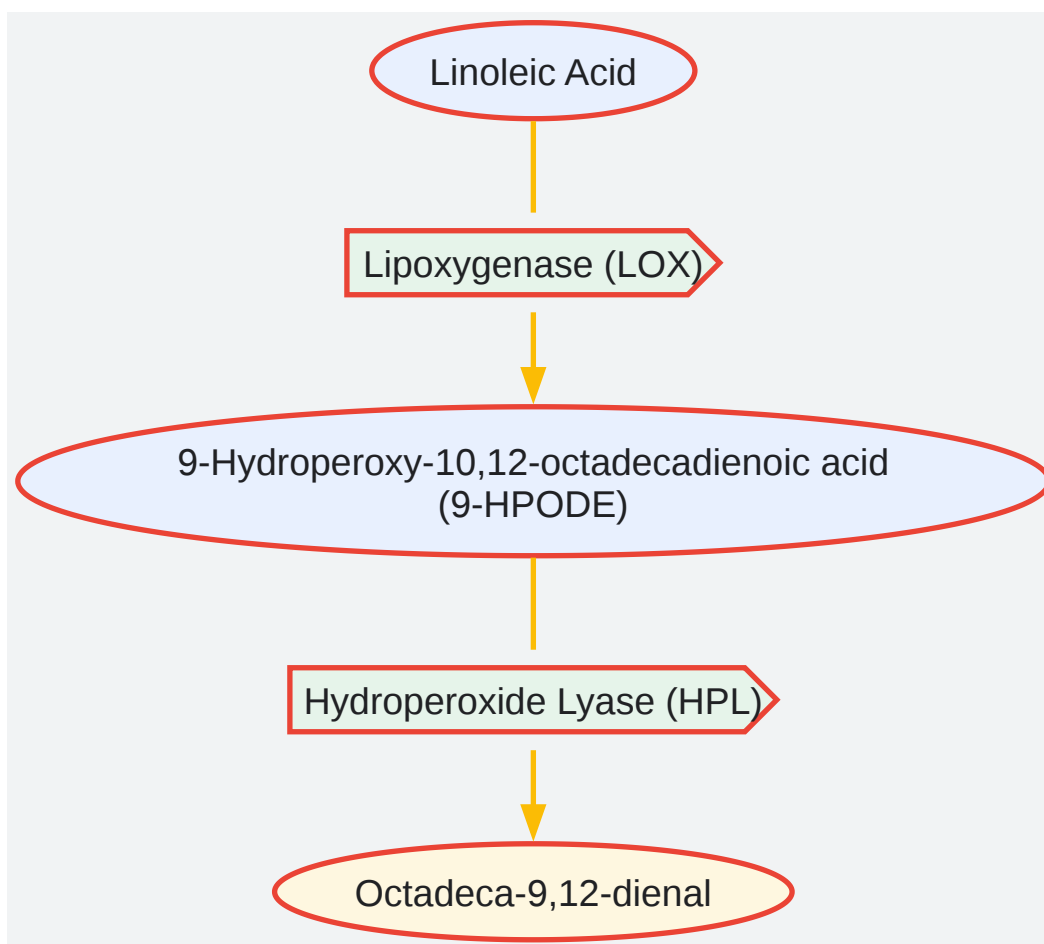 Linoleic Acid
Lipoxygenase (LOX)
9-Hydroperoxy-10,12-octadecadienoic acid
(9-HPODE)
Hydroperoxide Lyase (HPL)
Octadeca-9,12-dienal